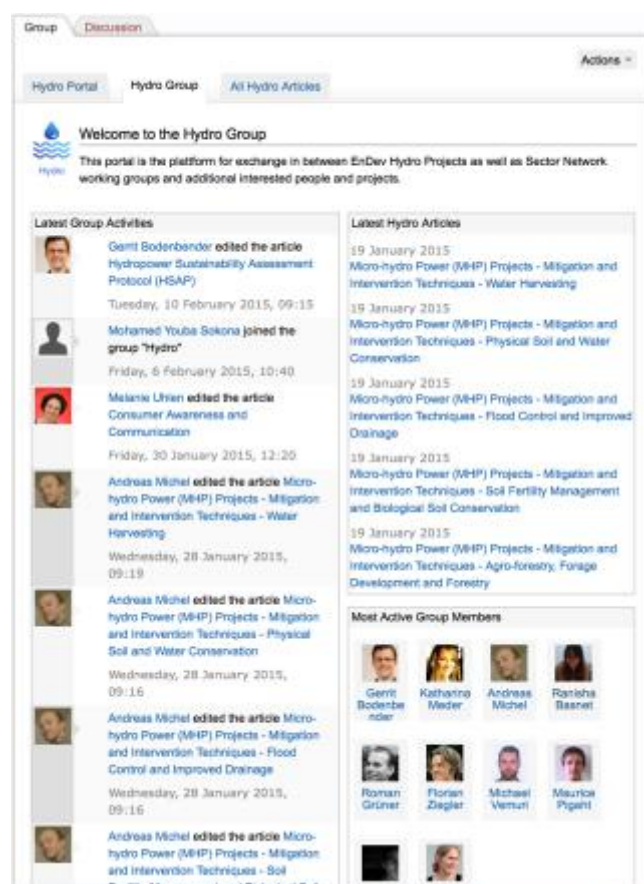 Group
Discussion
Actions
Hydro Portal
Hydro Group
All Hydro Articles
Hydro
Welcome to the Hydro Group
This portal is the plattform for exchange in between EnDev Hydro Projects as well as Sector Network
working groups and additional interested people and projects.
Latest Group Activities
Gerrit Bodenbender edited the article
Hydropower Sustainability Assessment
Protocol (HSAP)
Tuesday, 10 February 2015, 09:15
Mohamed Youba Sokona joined the
group "Hydro"
Friday, 6 February 2015, 10:40
Melanie Uhlen edited the article
Consumer Awareness and
Communication
Friday, 30 January 2015, 12:20
Andreas Michel edited the article Micro-
hydro Power (MHP) Projects - Mitigation
and Intervention Techniques - Water
Harvesting
Wednesday, 28 January 2015,
09:19
Andreas Michel edited the article Micro-
hydro Power (MHP) Projects - Mitigation
and Intervention Techniques - Physical
Soil and Water Conservation
Wednesday, 28 January 2015,
09:16
Andreas Michel edited the article Micro-
hydro Power (MHP) Projects - Mitigation
and Intervention Techniques - Flood
Control and Improved Drainage
Wednesday, 28 January 2015,
09:16
Andreas Michel edited the article Micro-
hydro Power (MHP) Projects - Mitigation
and Intervention Techniques - Soil
Latest Hydro Articles
19 January 2015
Micro-hydro Power (MHP) Projects - Mitigation and
Intervention Techniques - Water Harvesting
19 January 2015
Micro-hydro Power (MHP) Projects - Mitigation and
Intervention Techniques - Physical Soil and Water
Conservation
19 January 2015
Micro-hydro Power (MHP) Projects - Mitigation and
Intervention Techniques - Flood Control and Improved
Drainage
19 January 2015
Micro-hydro Power (MHP) Projects - Mitigation and
Intervention Techniques - Soil Fertility Management
and Biological Soil Conservation
19 January 2015
Micro-hydro Power (MHP) Projects - Mitigation and
Intervention Techniques - Agro-forestry, Forage
Development and Forestry
Most Active Group Members
Gerrit
Bodenbe
nder
Katharina
Meder
Andreas
Michel
Ranisha
Basnet
Roman
Grüner
Florian
Ziegler
Michael
Vemuri
Maurice
Pigaht